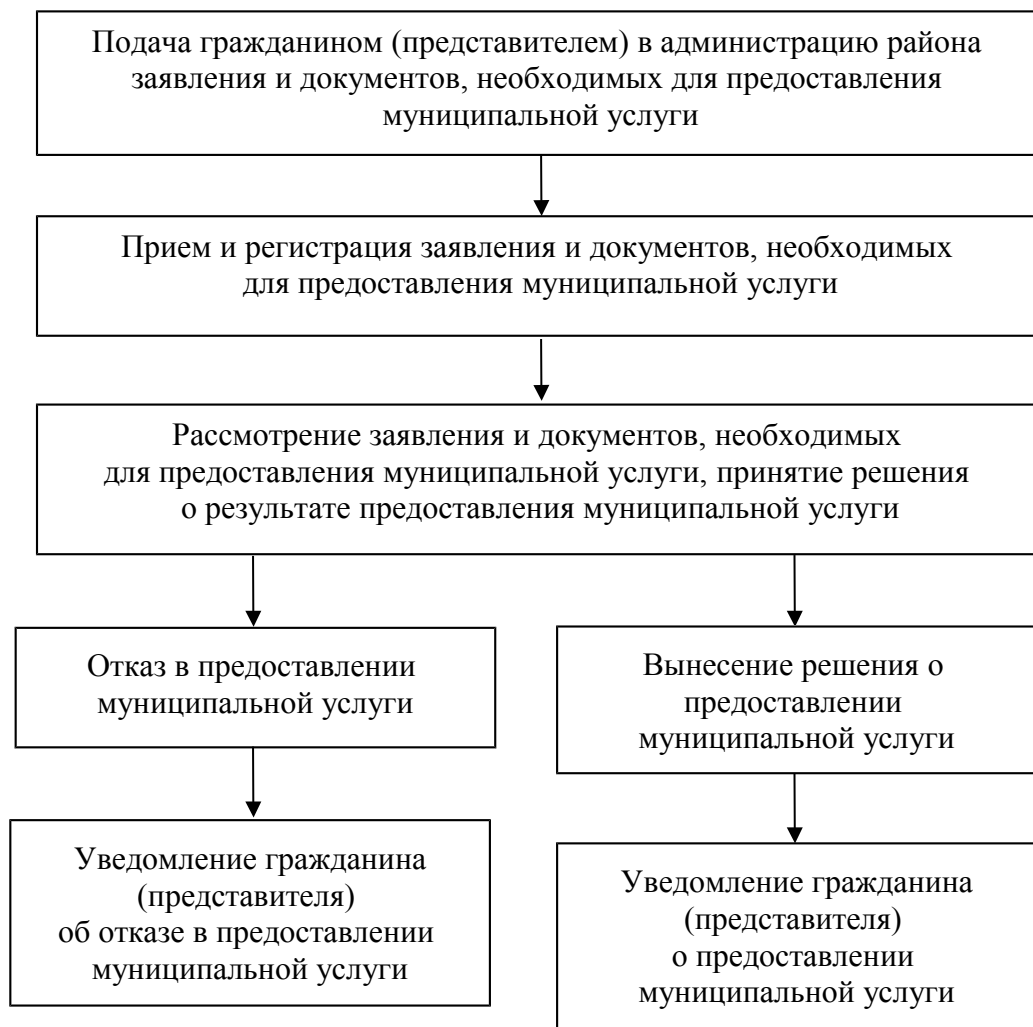 Подача гражданином (представителем) в администрацию района
заявления и документов, необходимых для предоставления
муниципальной услуги
Прием и регистрация заявления и документов, необходимых
для предоставления муниципальной услуги
Рассмотрение заявления и документов, необходимых
для предоставления муниципальной услуги, принятие решения
о результате предоставления муниципальной услуги
Отказ в предоставлении
муниципальной услуги
Вынесение решения о
предоставлении
муниципальной услуги
Уведомление гражданина
(представителя)
об отказе в предоставлении
муниципальной услуги
Уведомление гражданина
(представителя)
о предоставлении
муниципальной услуги